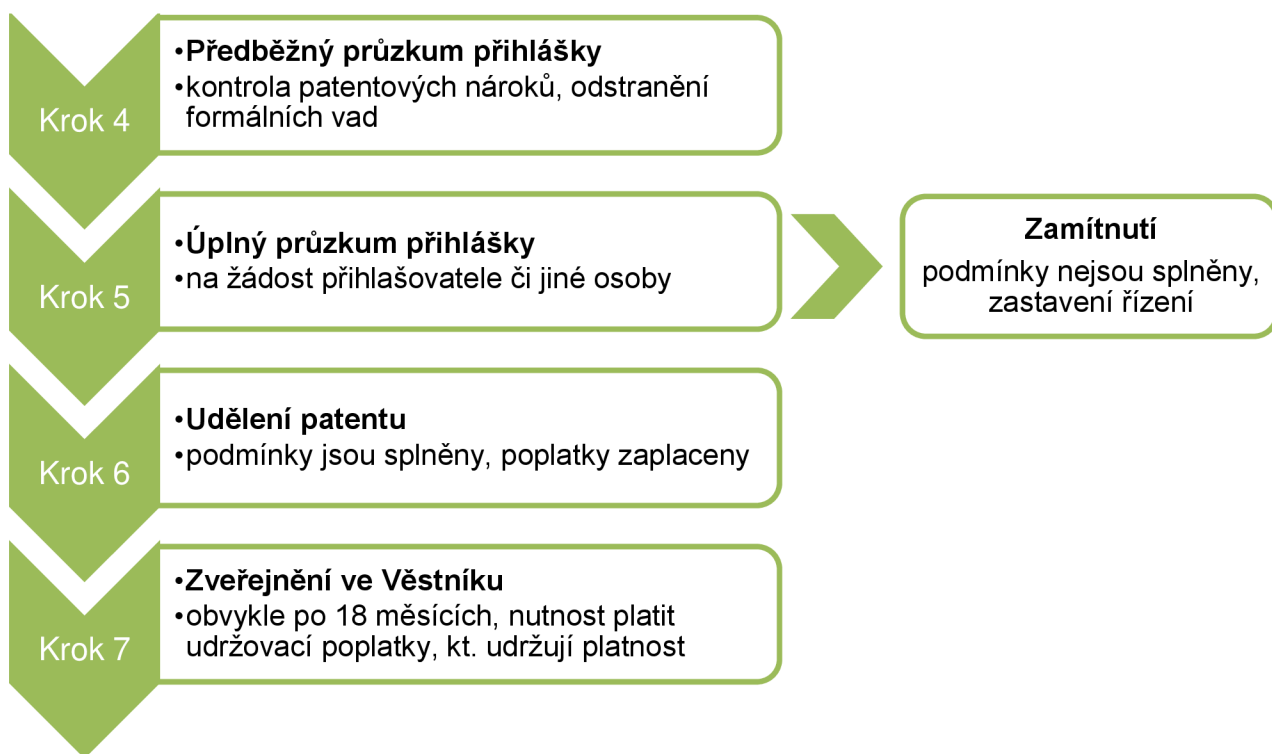 Krok 4
•Předběžný průzkum přihlášky
•kontrola patentových nároků, odstranění
formálních vad
Krok 5
•Úplný průzkum přihlášky
•na žádost přihlašovatele či jiné osoby
Zamítnutí
podmínky nejsou splněny,
zastavení řízení
Krok 6
•Udělení patentu
•podmínky jsou splněny, poplatky zaplaceny
Krok 7
•Zveřejnění ve Věstníku
•obvykle po 18 měsících, nutnost platit
udržovací poplatky, kt. udržují platnost